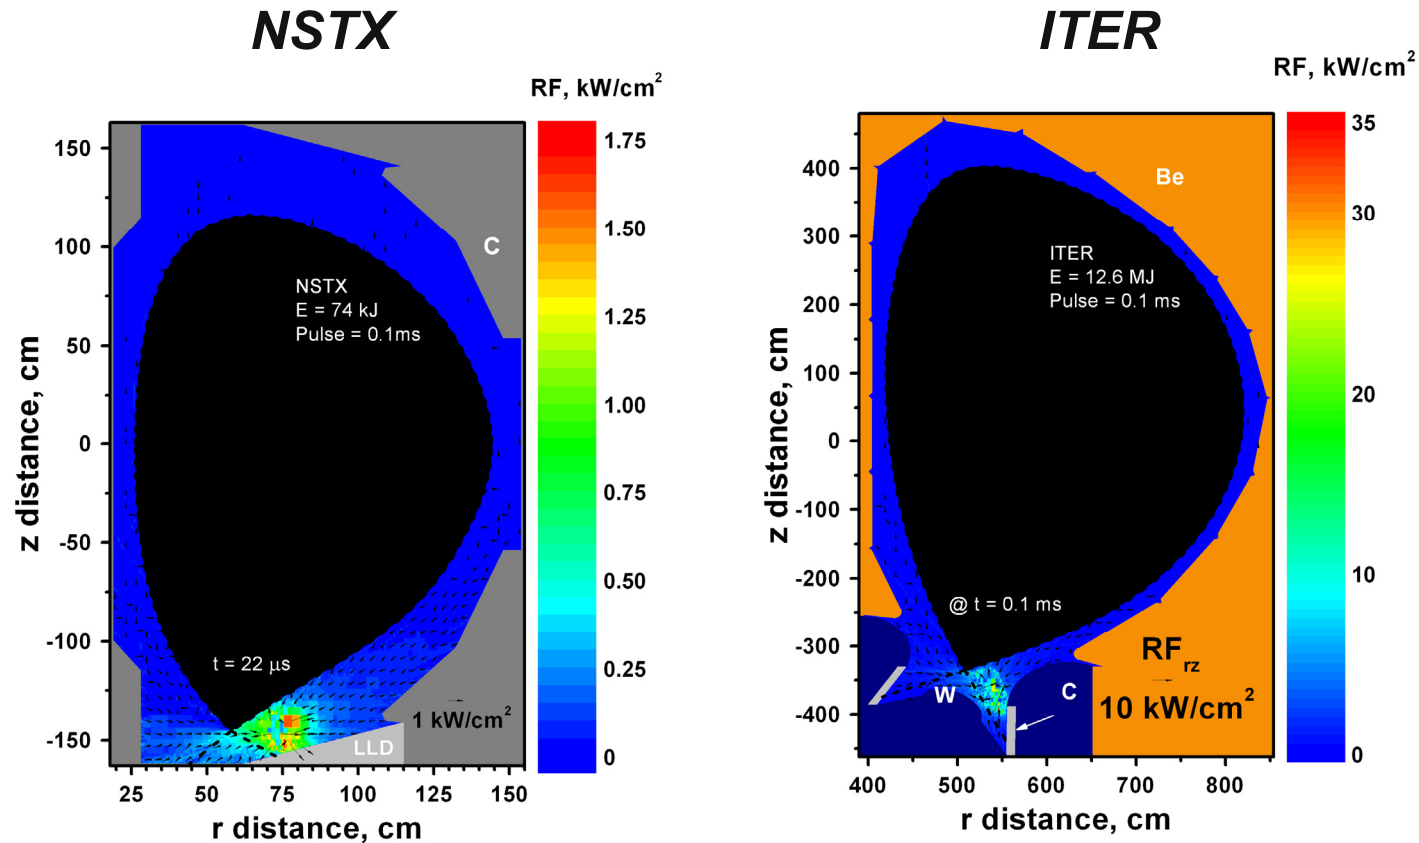 NSTX
RF, kW/cm²
1.75
1.50
1.25
1.00
0.75
0.50
0.25
0
150
100
50
0
-50
-100
-150
z distance, cm
C
NSTX
E = 74 kJ
Pulse = 0.1ms
t = 22 μs
1 kW/cm²
LLD
25 50 75 100 125 150
r distance, cm
ITER
RF, kW/cm²
35
30
20
10
0
400
300
200
100
0
-100
-200
-300
-400
z distance, cm
Be
ITER
E = 12.6 MJ
Pulse = 0.1 ms
@ t = 0.1 ms
RFrz
10 kW/cm²
W
C
400 500 600 700 800
r distance, cm